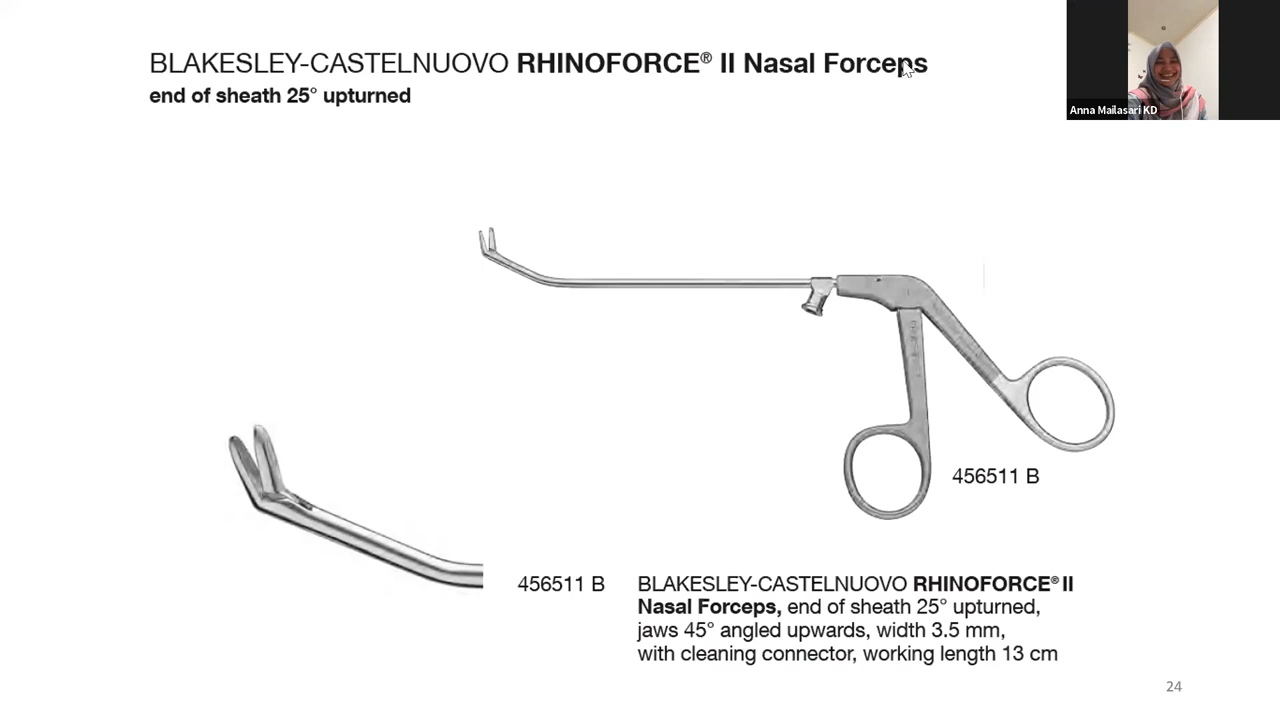 BLAKESLEY-CASTELNUOVO RHINOFORCE® II Nasal Forceps
end of sheath 25° upturned
Anna Mailasari KD
456511 B
456511 B
BLAKESLEY-CASTELNUOVO RHINOFORCE® II
Nasal Forceps, end of sheath 25° upturned,
jaws 45° angled upwards, width 3.5 mm,
with cleaning connector, working length 13 cm
24